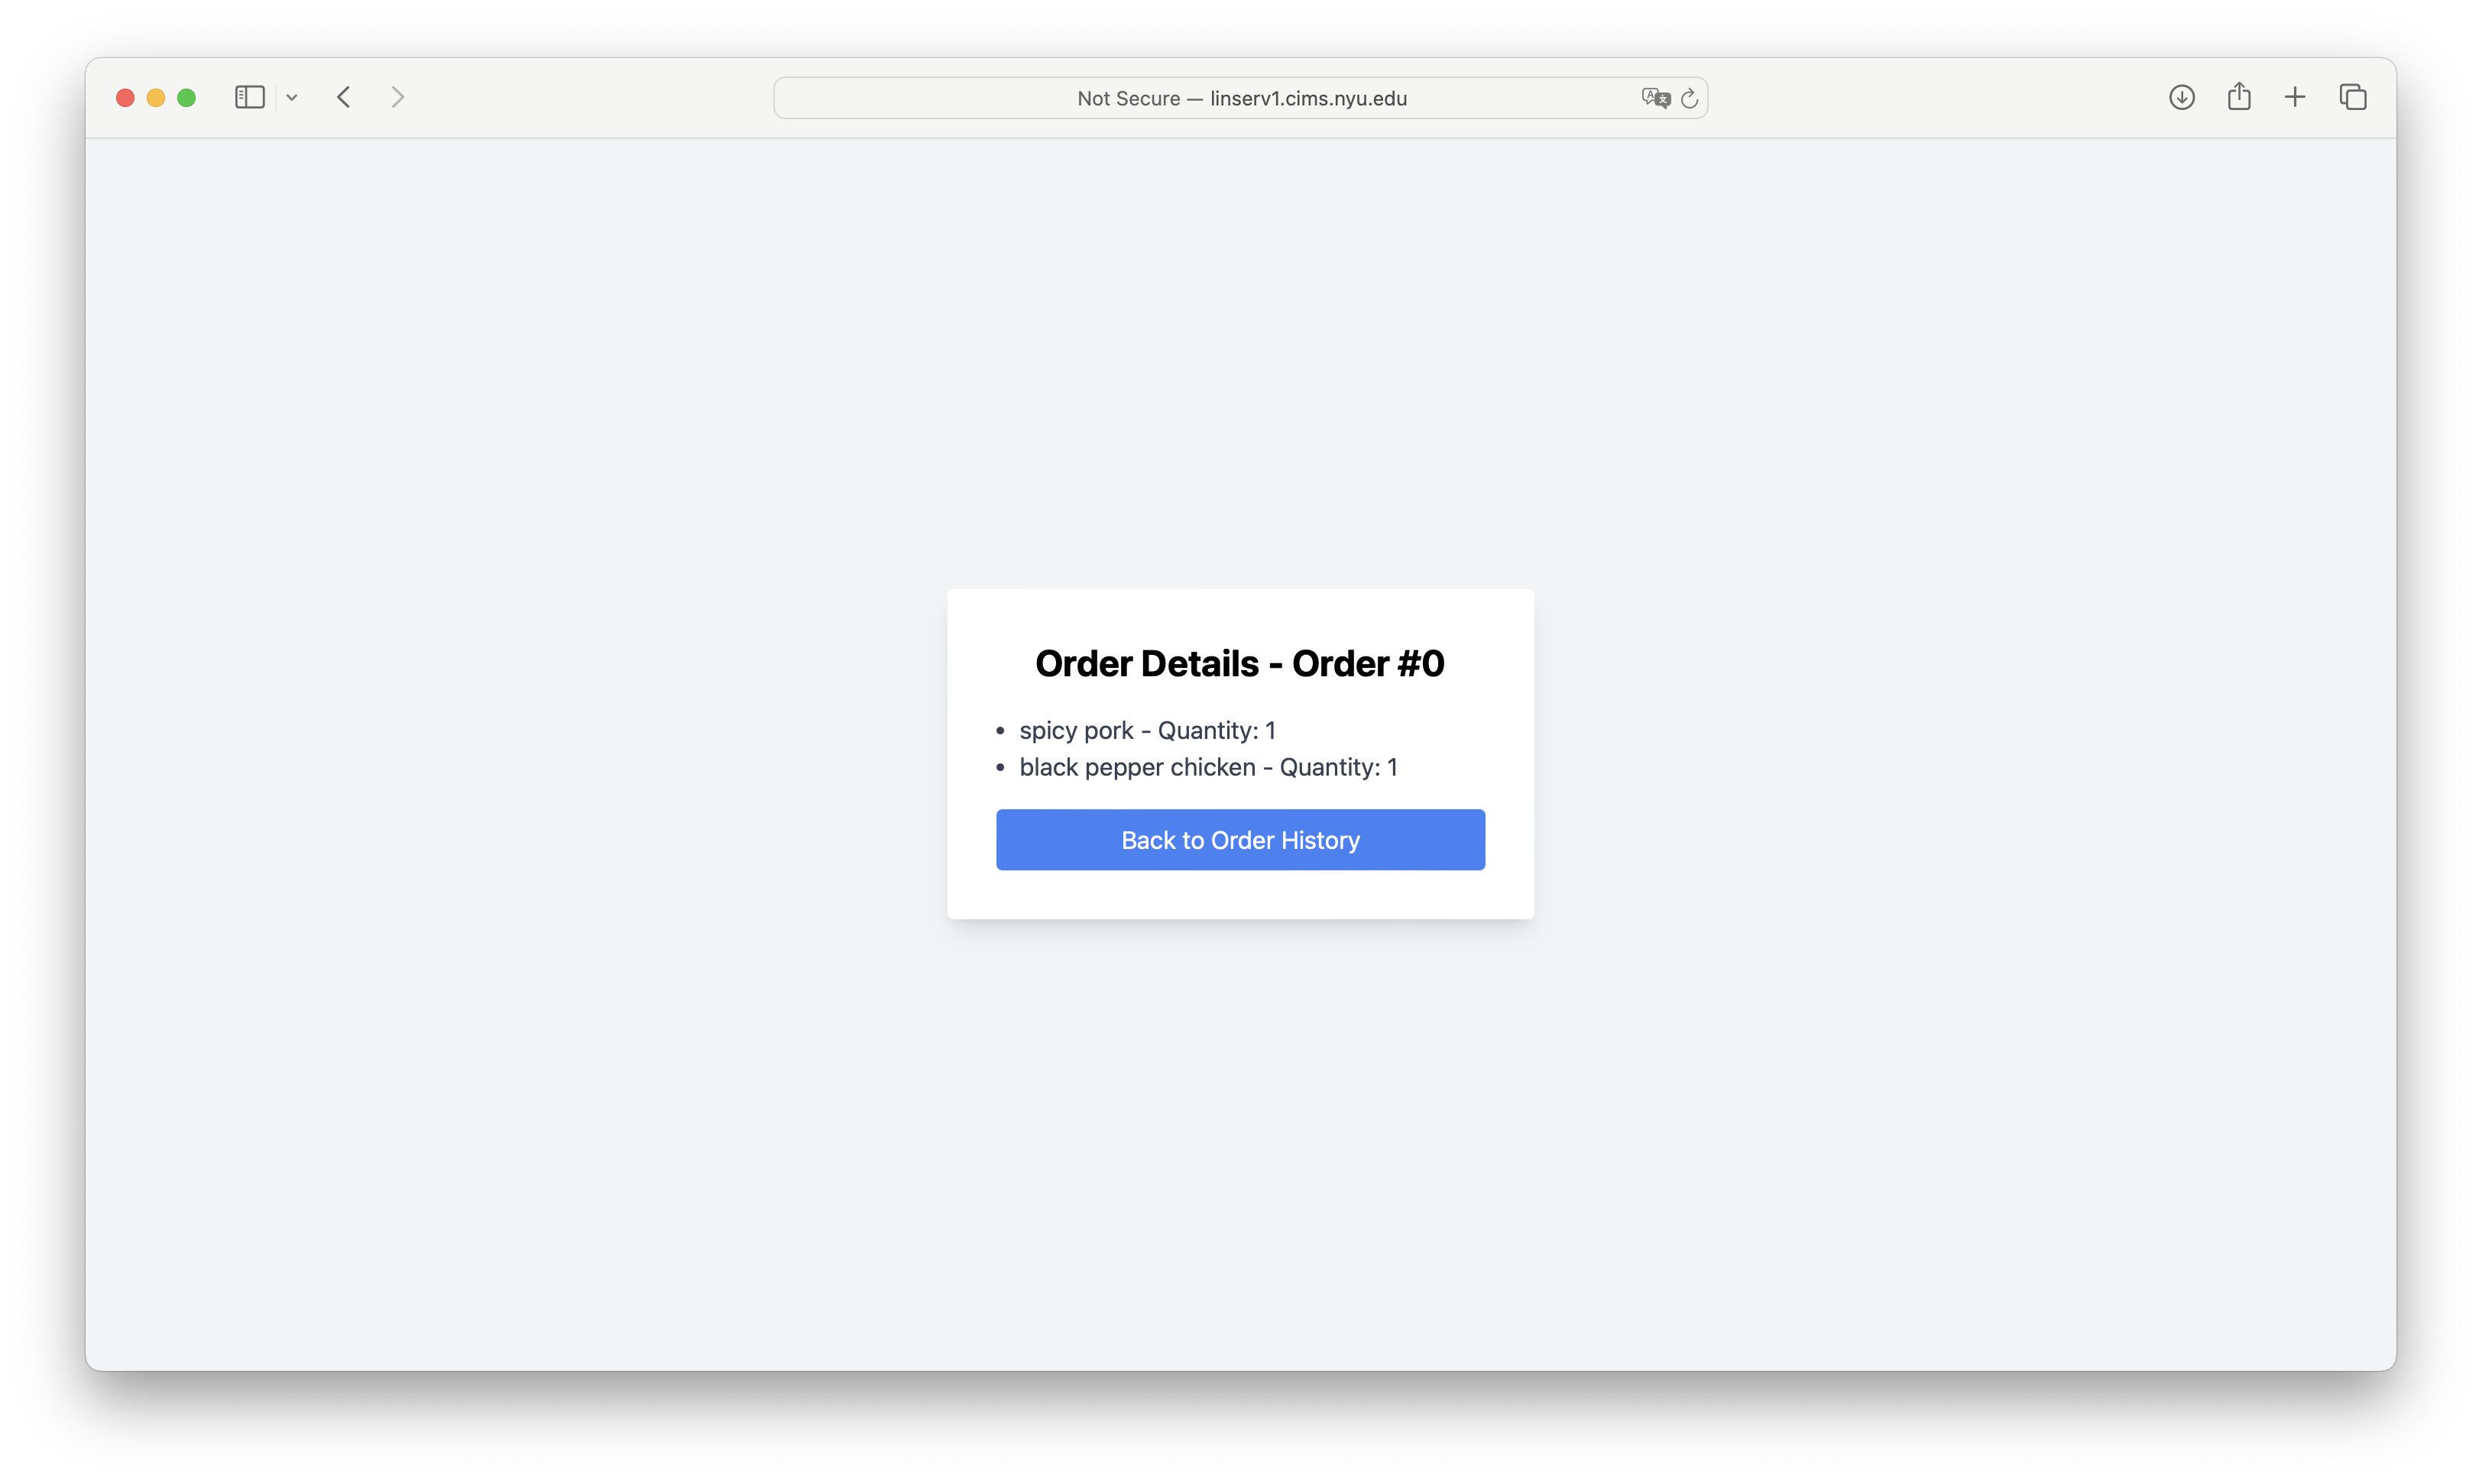 Not Secure — linserv1.cims.nyu.edu
Order Details - Order #0
• spicy pork - Quantity: 1
• black pepper chicken - Quantity: 1
Back to Order History